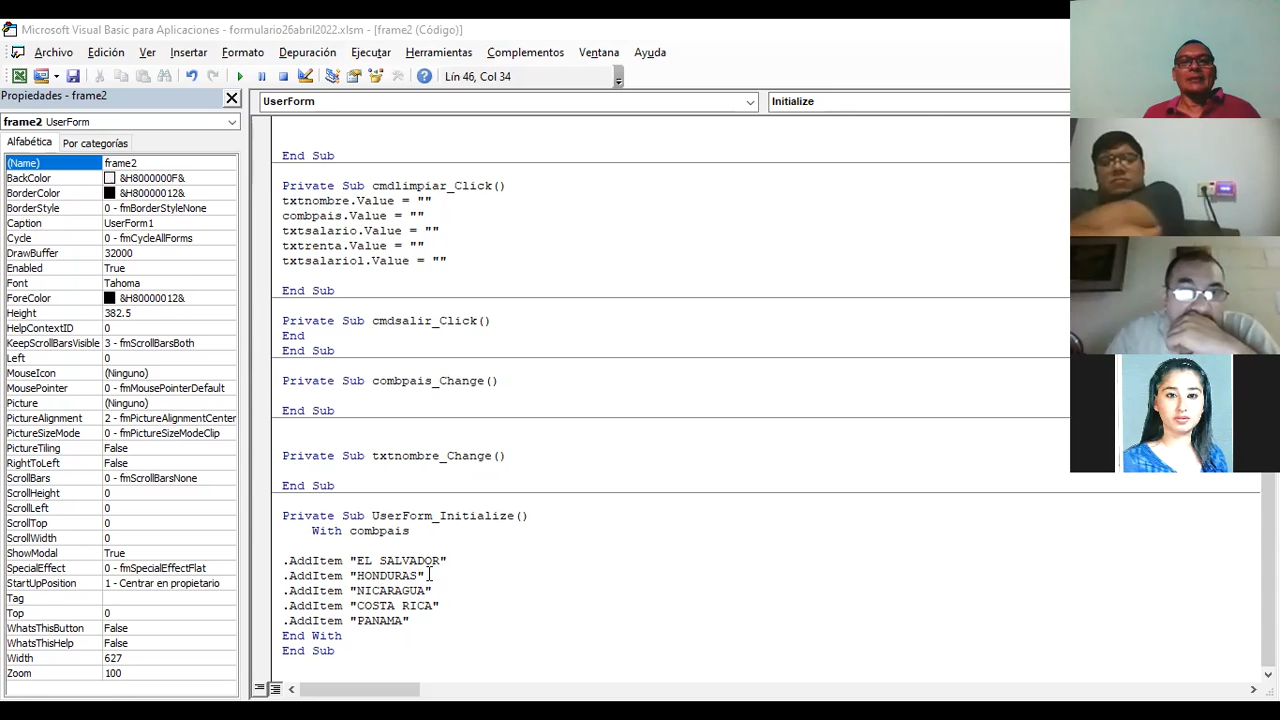 Microsoft Visual Basic para Aplicaciones - formulario26abril2022.xlsm - [frame2 (Código)]
Archivo Edición Ver Insertar Formato Depuración Ejecutar Herramientas Complementos Ventana Ayuda
Lín 46, Col 34
Propiedades - frame2
frame2 UserForm
Alfabética Por categorías
(Name) frame2
BackColor &H8000000F&
BorderColor &H80000012&
BorderStyle 0 - fmBorderStyleNone
Caption UserForm1
Cycle 0 - fmCycleAllForms
DrawBuffer 32000
Enabled True
Font Tahoma
ForeColor &H80000012&
Height 382.5
HelpContextID 0
KeepScrollBarsVisible 3 - fmScrollBarsBoth
Left 0
MouseIcon (Ninguno)
MousePointer 0 - fmMousePointerDefault
Picture (Ninguno)
PictureAlignment 2 - fmPictureAlignmentCenter
PictureSizeMode 0 - fmPictureSizeModeClip
PictureTiling False
RightToLeft False
ScrollBars 0 - fmScrollBarsNone
ScrollHeight 0
ScrollLeft 0
ScrollTop 0
ScrollWidth 0
ShowModal True
SpecialEffect 0 - fmSpecialEffectFlat
StartUpPosition 1 - Centrar en propietario
Tag
Top 0
WhatsThisButton False
WhatsThisHelp False
Width 627
Zoom 100
UserForm Initialize
End Sub
Private Sub cmdlimpiar_Click()
txtnombre.Value = ""
combpais.Value = ""
txtsalario.Value = ""
txtrenta.Value = ""
txtsalariol.Value = ""
End Sub
Private Sub cmdsalir_Click()
End
End Sub
Private Sub combpais_Change()
End Sub
Private Sub txtnombre_Change()
End Sub
Private Sub UserForm_Initialize()
With combpais
.AddItem "EL SALVADOR"
.AddItem "HONDURAS"
.AddItem "NICARAGUA"
.AddItem "COSTA RICA"
.AddItem "PANAMA"
End With
End Sub